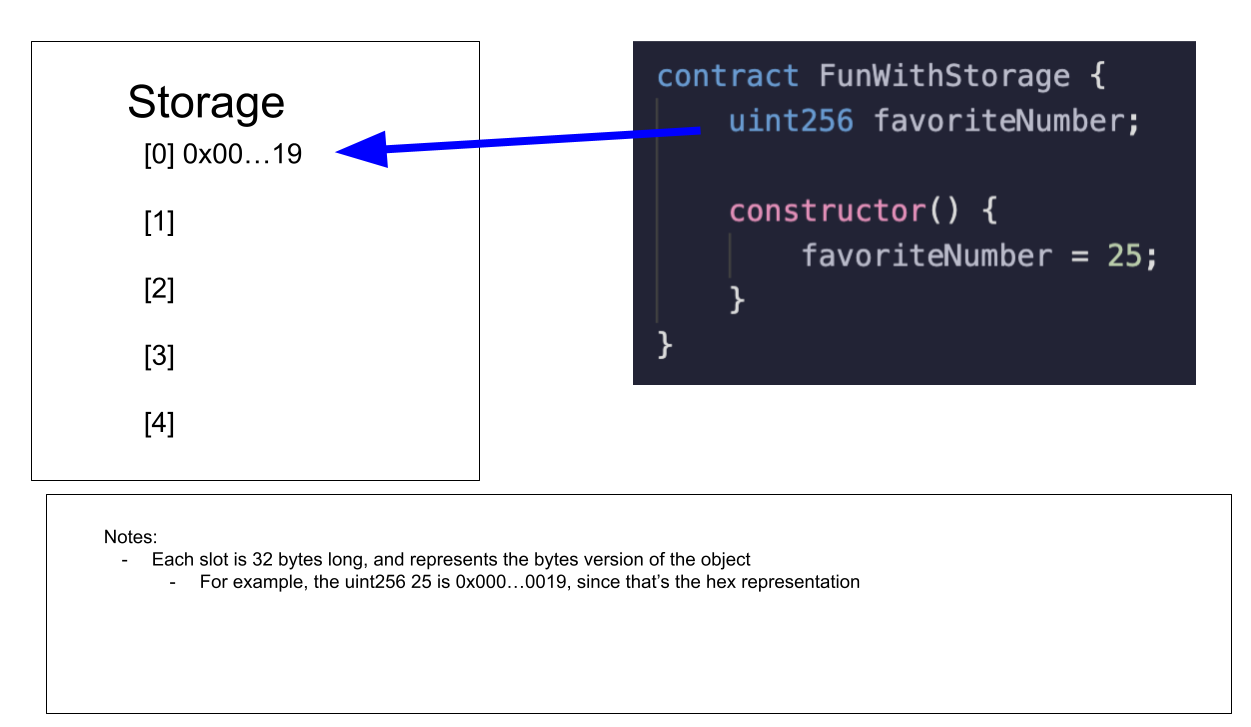 Storage
[0] 0x00…19
[1]
[2]
[3]
[4]
contract FunWithStorage {
    uint256 favoriteNumber;
    constructor() {
        favoriteNumber = 25;
    }
}
Notes:
- Each slot is 32 bytes long, and represents the bytes version of the object
- For example, the uint256 25 is 0x000…0019, since that’s the hex representation